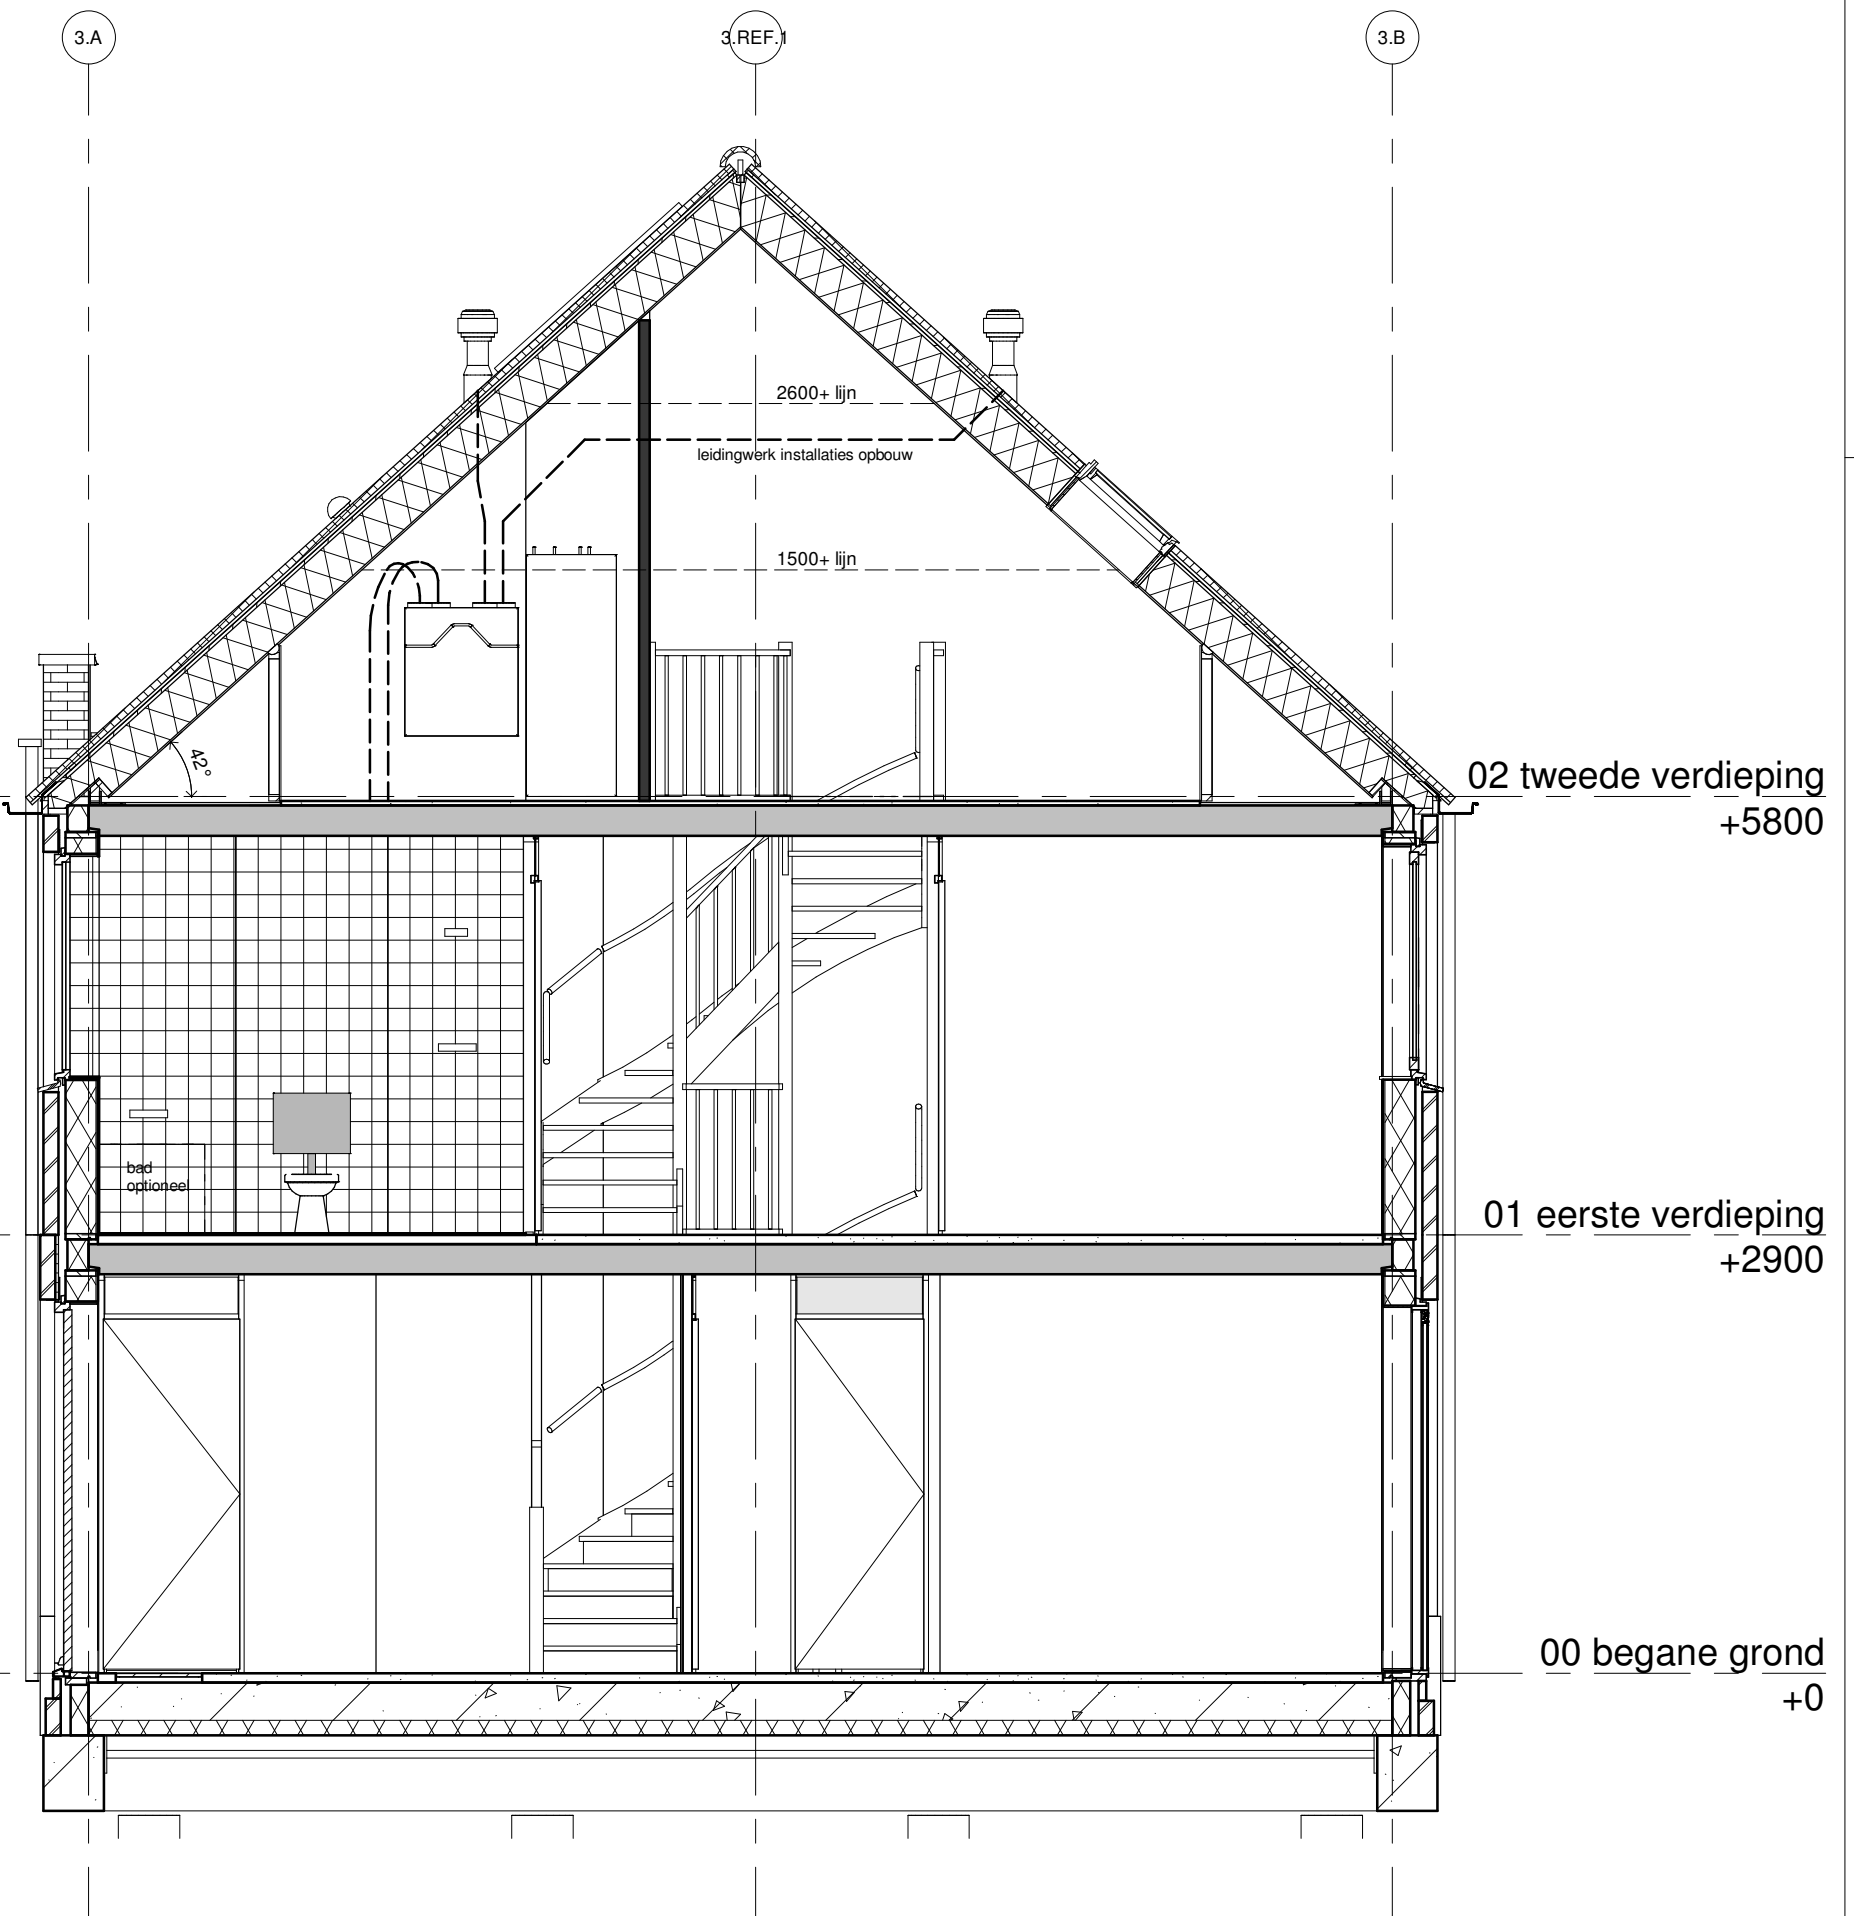 3.A
3.REF.1
3.B
2600+ lijn
leidingwerk installaties opbouw
1500+ lijn
42°
02 tweede verdieping
+5800
bad
optioneel
01 eerste verdieping
+2900
00 begane grond
+0